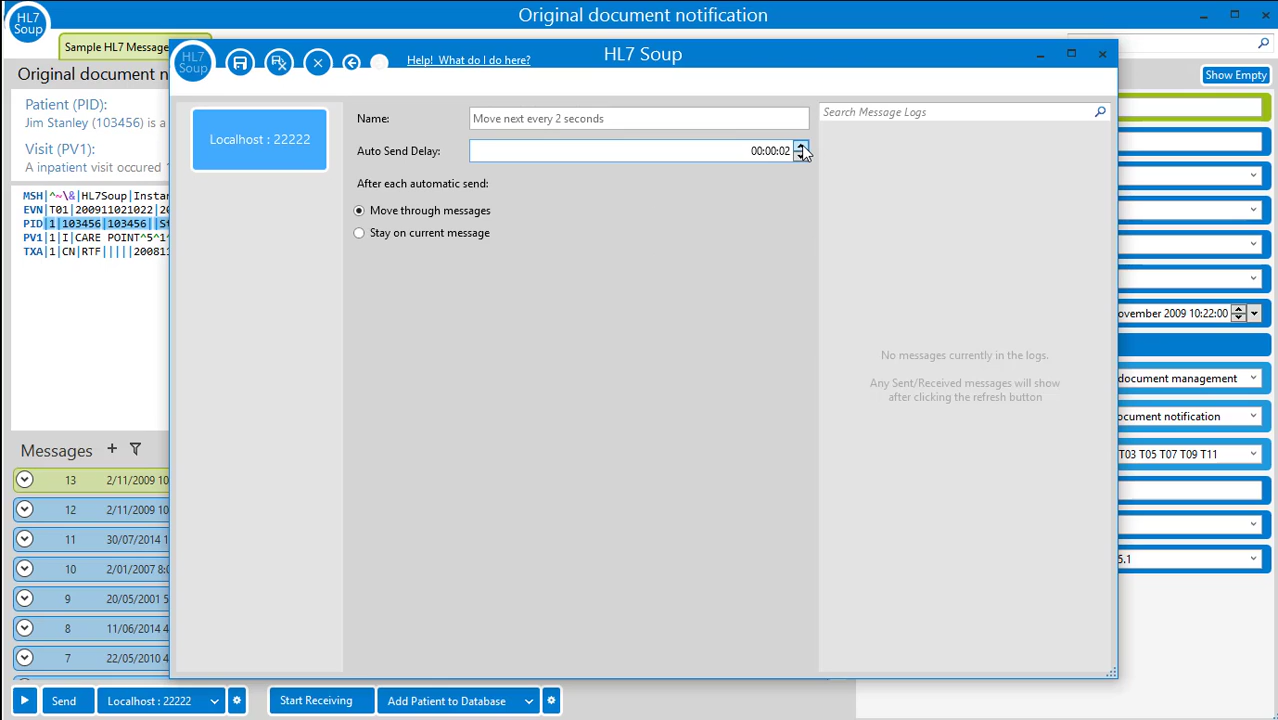 HL7
Soup
Original document notification
Sample HL7 Message
HL7
Soup
Help! What do I do here?
HL7 Soup
Original document n
Show Empty
Patient (PID):
Jim Stanley (103456) is a
Visit (PV1):
A inpatient visit occured 1
MSH|^~\&|HL7Soup|Instan
EVN|T01|200911021022|20
PID|1|103456|103456||St
PV1|1|I|CARE POINT^5^1^
TXA|1|CN|RTF|||||200811
Localhost : 22222
Name:
Move next every 2 seconds
Auto Send Delay:
00:00:02
After each automatic send:
Move through messages
Stay on current message
Search Message Logs
No messages currently in the logs.
Any Sent/Received messages will show
after clicking the refresh button
ovember 2009 10:22:00
document management
ocument notification
T03 T05 T07 T09 T11
5.1
Messages
13 2/11/2009 10
12 2/11/2009 10
11 30/07/2014 1
10 2/01/2007 8:0
9 20/05/2001 5
8 11/06/2014 4
7 22/05/2010 4
Send
Localhost : 22222
Start Receiving
Add Patient to Database